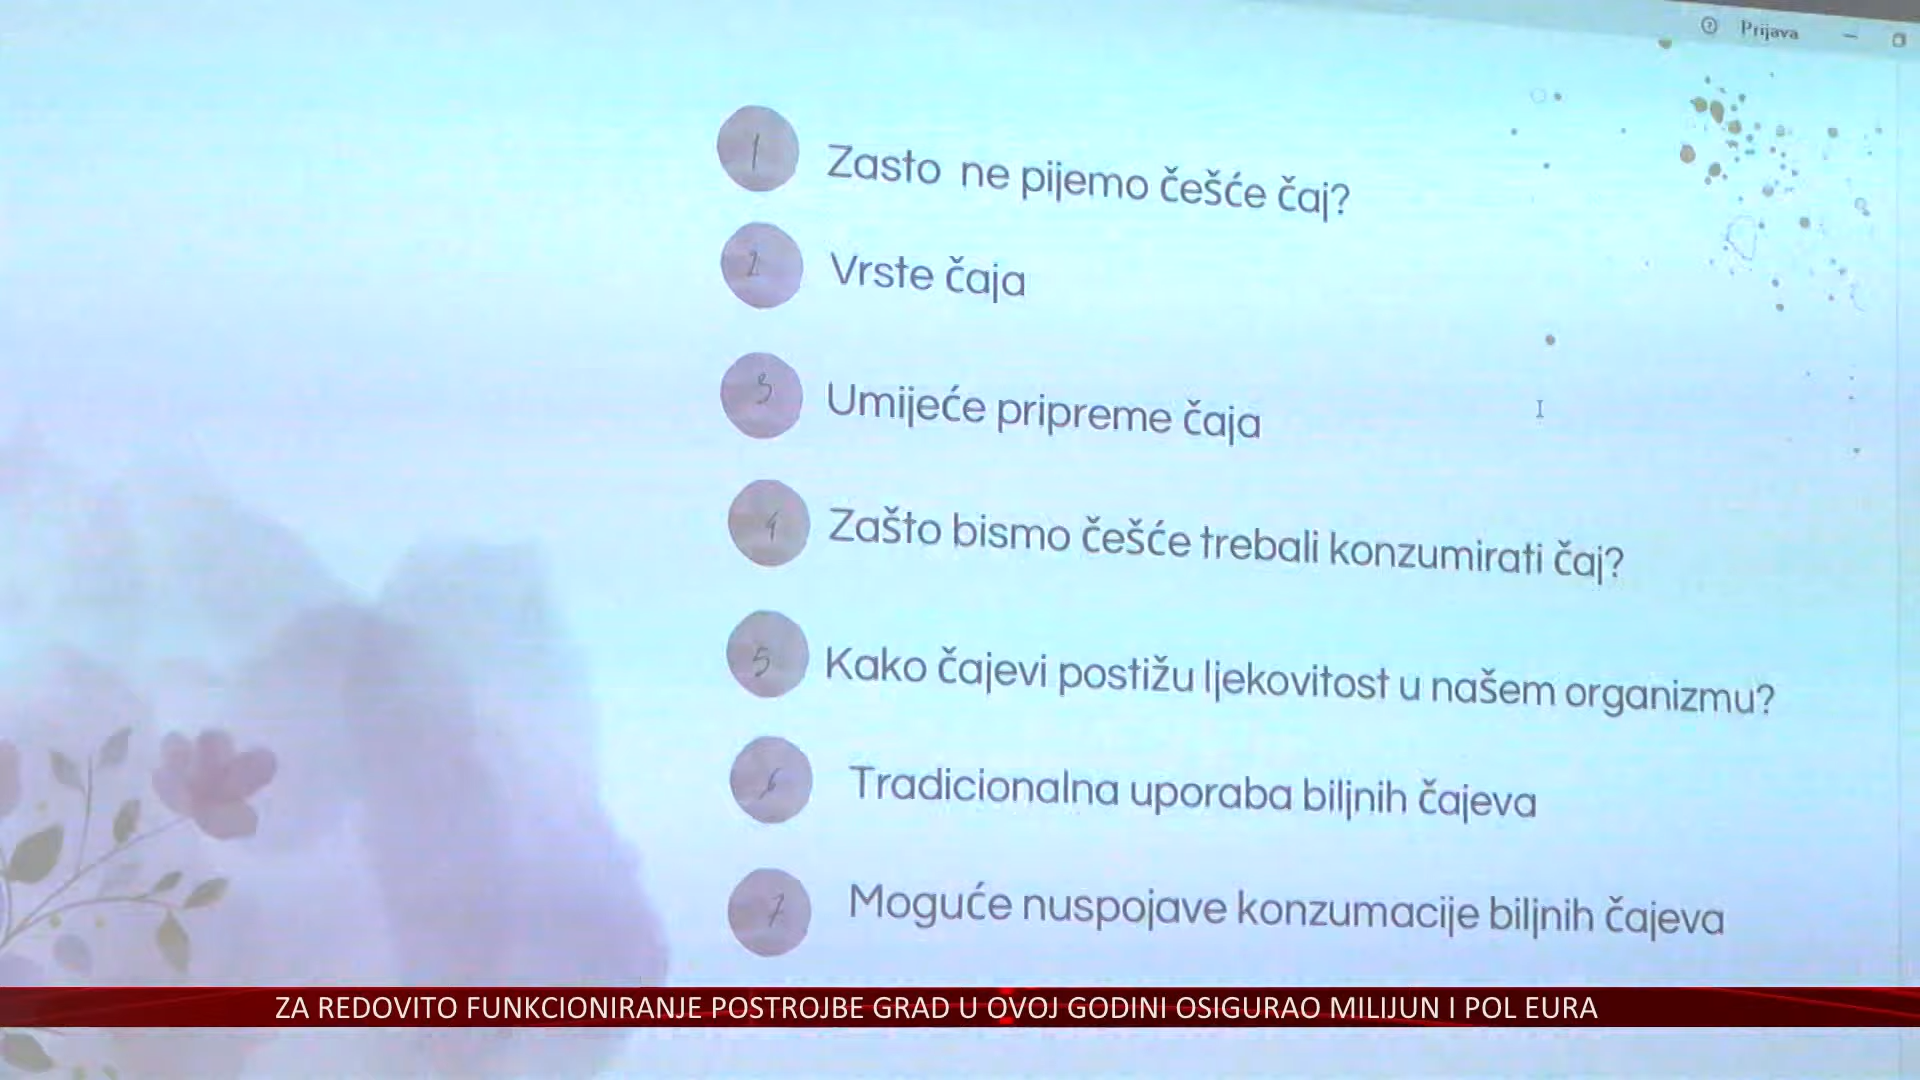 Prijava
1 Zasto ne pijemo češće čaj?
2 Vrste čaja
3 Umijeće pripreme čaja
4 Zašto bismo češće trebali konzumirati čaj?
5 Kako čajevi postižu ljekovitost u našem organizmu?
6 Tradicionalna uporaba biljnih čajeva
7 Moguće nuspojave konzumacije biljnih čajeva
ZA REDOVITO FUNKCIONIRANJE POSTROJBE GRAD U OVOJ GODINI OSIGURAO MILIJUN I POL EURA